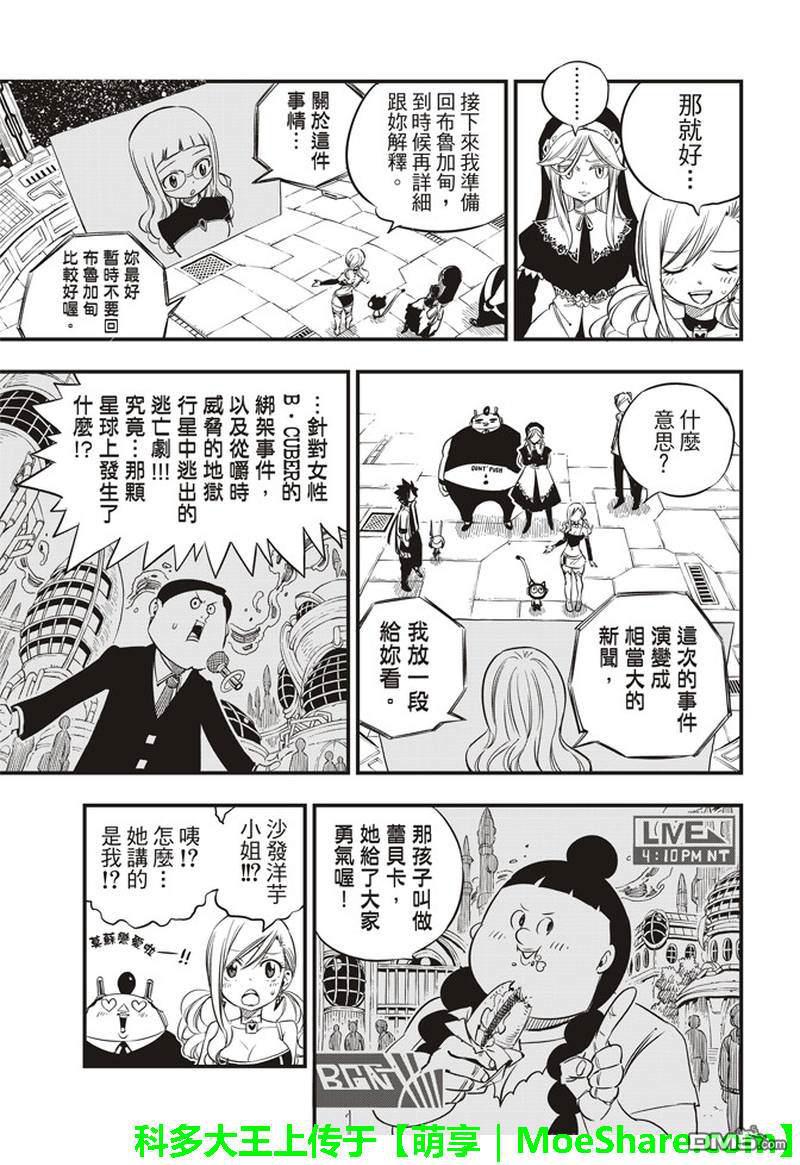 那就好…
……
接下來我準備
回布魯加甸,
到時候再詳細
跟妳解釋。
關於這件
事情…
妳最好
暫時不要回
布魯加甸
比較好喔。
什麼
意思?
DONT PUSH
這次的事件
演變成
相當大的
新聞,
我放一段
給妳看。
…針對女性
B・CUBER的
綁架事件,
以及從嚼時
威脅的地獄
行星中逃出的
逃亡劇!!!
究竟…那顆
星球上發生了
什麼!?
LIVE
4:10PM NT
那孩子叫做
蕾貝卡,
她給了大家
勇氣喔!
BCN
沙發洋芋
小姐!!?
咦!?
怎麼…
她講的
是我!?
莫蘇戀愛啦——!!
科多大王上传于【萌享 | MoeShare
DM5.com